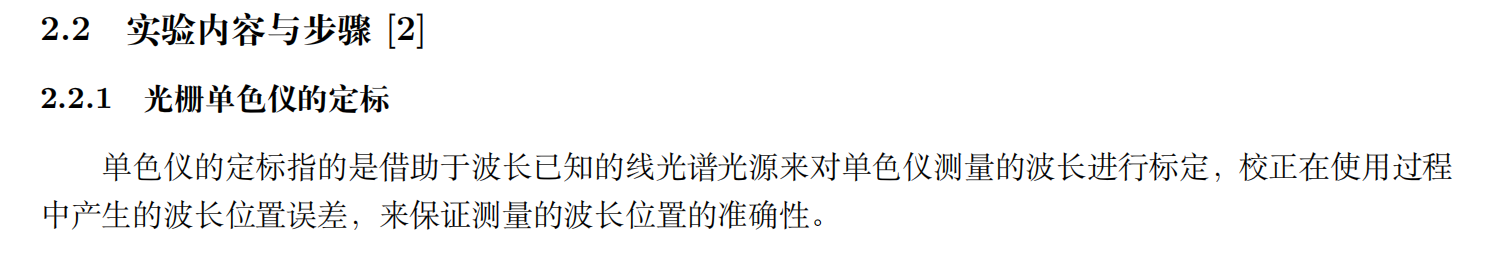 2.2 实验内容与步骤 [2]
2.2.1 光栅单色仪的定标
单色仪的定标指的是借助于波长已知的线光谱光源来对单色仪测量的波长进行标定，校正在使用过程
中产生的波长位置误差，来保证测量的波长位置的准确性。